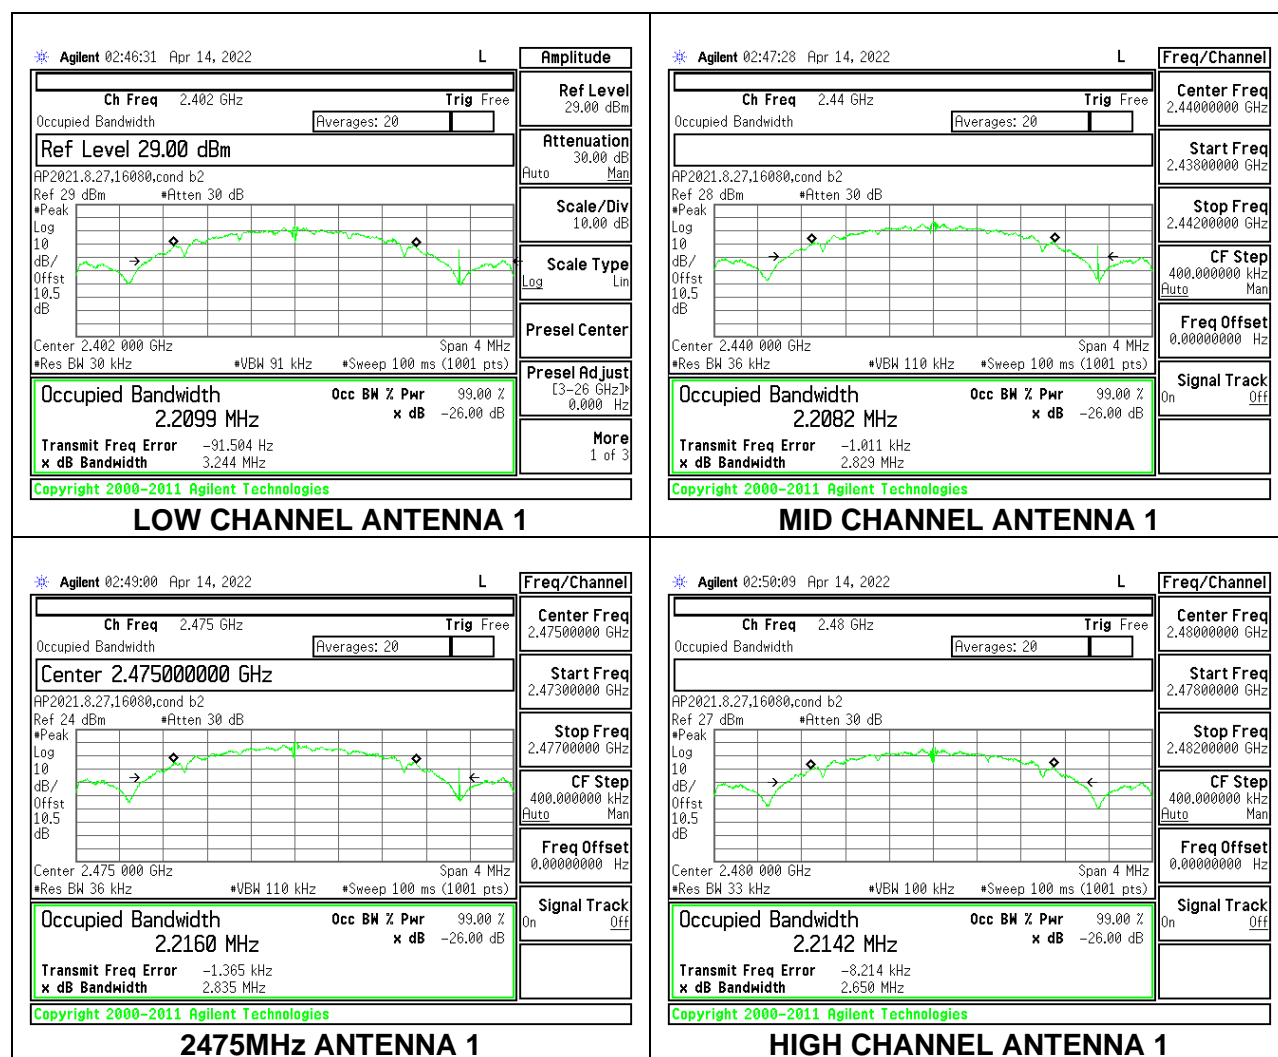 Agilent 02:46:31 Apr 14, 2022 L Amplitude
Ch Freq 2.402 GHz Trig Free
Occupied Bandwidth Averages: 20
Ref Level 29.00 dBm
AP2021.8.27,16080,cond b2
Ref 29 dBm #Atten 30 dB
#Peak
Log
10
dB/
Offst
10.5
dB
Center 2.402 000 GHz Span 4 MHz
#Res BW 30 kHz #VBW 91 kHz #Sweep 100 ms (1001 pts)
Occupied Bandwidth Occ BW % Pwr 99.00 %
2.2099 MHz x dB -26.00 dB
Transmit Freq Error -91.504 Hz
x dB Bandwidth 3.244 MHz
Copyright 2000-2011 Agilent Technologies
Ref Level
29.00 dBm
Attenuation
30.00 dB
Auto Man
Scale/Div
10.00 dB
Scale Type
Log Lin
Presel Center
Presel Adjust
[3-26 GHz]
0.000 Hz
More
1 of 3
LOW CHANNEL ANTENNA 1
Agilent 02:47:28 Apr 14, 2022 L Freq/Channel
Ch Freq 2.44 GHz Trig Free
Occupied Bandwidth Averages: 20
AP2021.8.27,16080,cond b2
Ref 28 dBm #Atten 30 dB
#Peak
Log
10
dB/
Offst
10.5
dB
Center 2.440 000 GHz Span 4 MHz
#Res BW 36 kHz #VBW 110 kHz #Sweep 100 ms (1001 pts)
Occupied Bandwidth Occ BW % Pwr 99.00 %
2.2082 MHz x dB -26.00 dB
Transmit Freq Error -1.011 kHz
x dB Bandwidth 2.829 MHz
Copyright 2000-2011 Agilent Technologies
Center Freq
2.44000000 GHz
Start Freq
2.43800000 GHz
Stop Freq
2.44200000 GHz
CF Step
400.000000 kHz
Auto Man
Freq Offset
0.00000000 Hz
Signal Track
On Off
MID CHANNEL ANTENNA 1
Agilent 02:49:00 Apr 14, 2022 L Freq/Channel
Ch Freq 2.475 GHz Trig Free
Occupied Bandwidth Averages: 20
Center 2.475000000 GHz
AP2021.8.27,16080,cond b2
Ref 24 dBm #Atten 30 dB
#Peak
Log
10
dB/
Offst
10.5
dB
Center 2.475 000 GHz Span 4 MHz
#Res BW 36 kHz #VBW 110 kHz #Sweep 100 ms (1001 pts)
Occupied Bandwidth Occ BW % Pwr 99.00 %
2.2160 MHz x dB -26.00 dB
Transmit Freq Error -1.365 kHz
x dB Bandwidth 2.835 MHz
Copyright 2000-2011 Agilent Technologies
Center Freq
2.47500000 GHz
Start Freq
2.47300000 GHz
Stop Freq
2.47700000 GHz
CF Step
400.000000 kHz
Auto Man
Freq Offset
0.00000000 Hz
Signal Track
On Off
2475MHz ANTENNA 1
Agilent 02:50:09 Apr 14, 2022 L Freq/Channel
Ch Freq 2.48 GHz Trig Free
Occupied Bandwidth Averages: 20
AP2021.8.27,16080,cond b2
Ref 27 dBm #Atten 30 dB
#Peak
Log
10
dB/
Offst
10.5
dB
Center 2.480 000 GHz Span 4 MHz
#Res BW 33 kHz #VBW 100 kHz #Sweep 100 ms (1001 pts)
Occupied Bandwidth Occ BW % Pwr 99.00 %
2.2142 MHz x dB -26.00 dB
Transmit Freq Error -8.214 kHz
x dB Bandwidth 2.650 MHz
Copyright 2000-2011 Agilent Technologies
Center Freq
2.48000000 GHz
Start Freq
2.47800000 GHz
Stop Freq
2.48200000 GHz
CF Step
400.000000 kHz
Auto Man
Freq Offset
0.00000000 Hz
Signal Track
On Off
HIGH CHANNEL ANTENNA 1